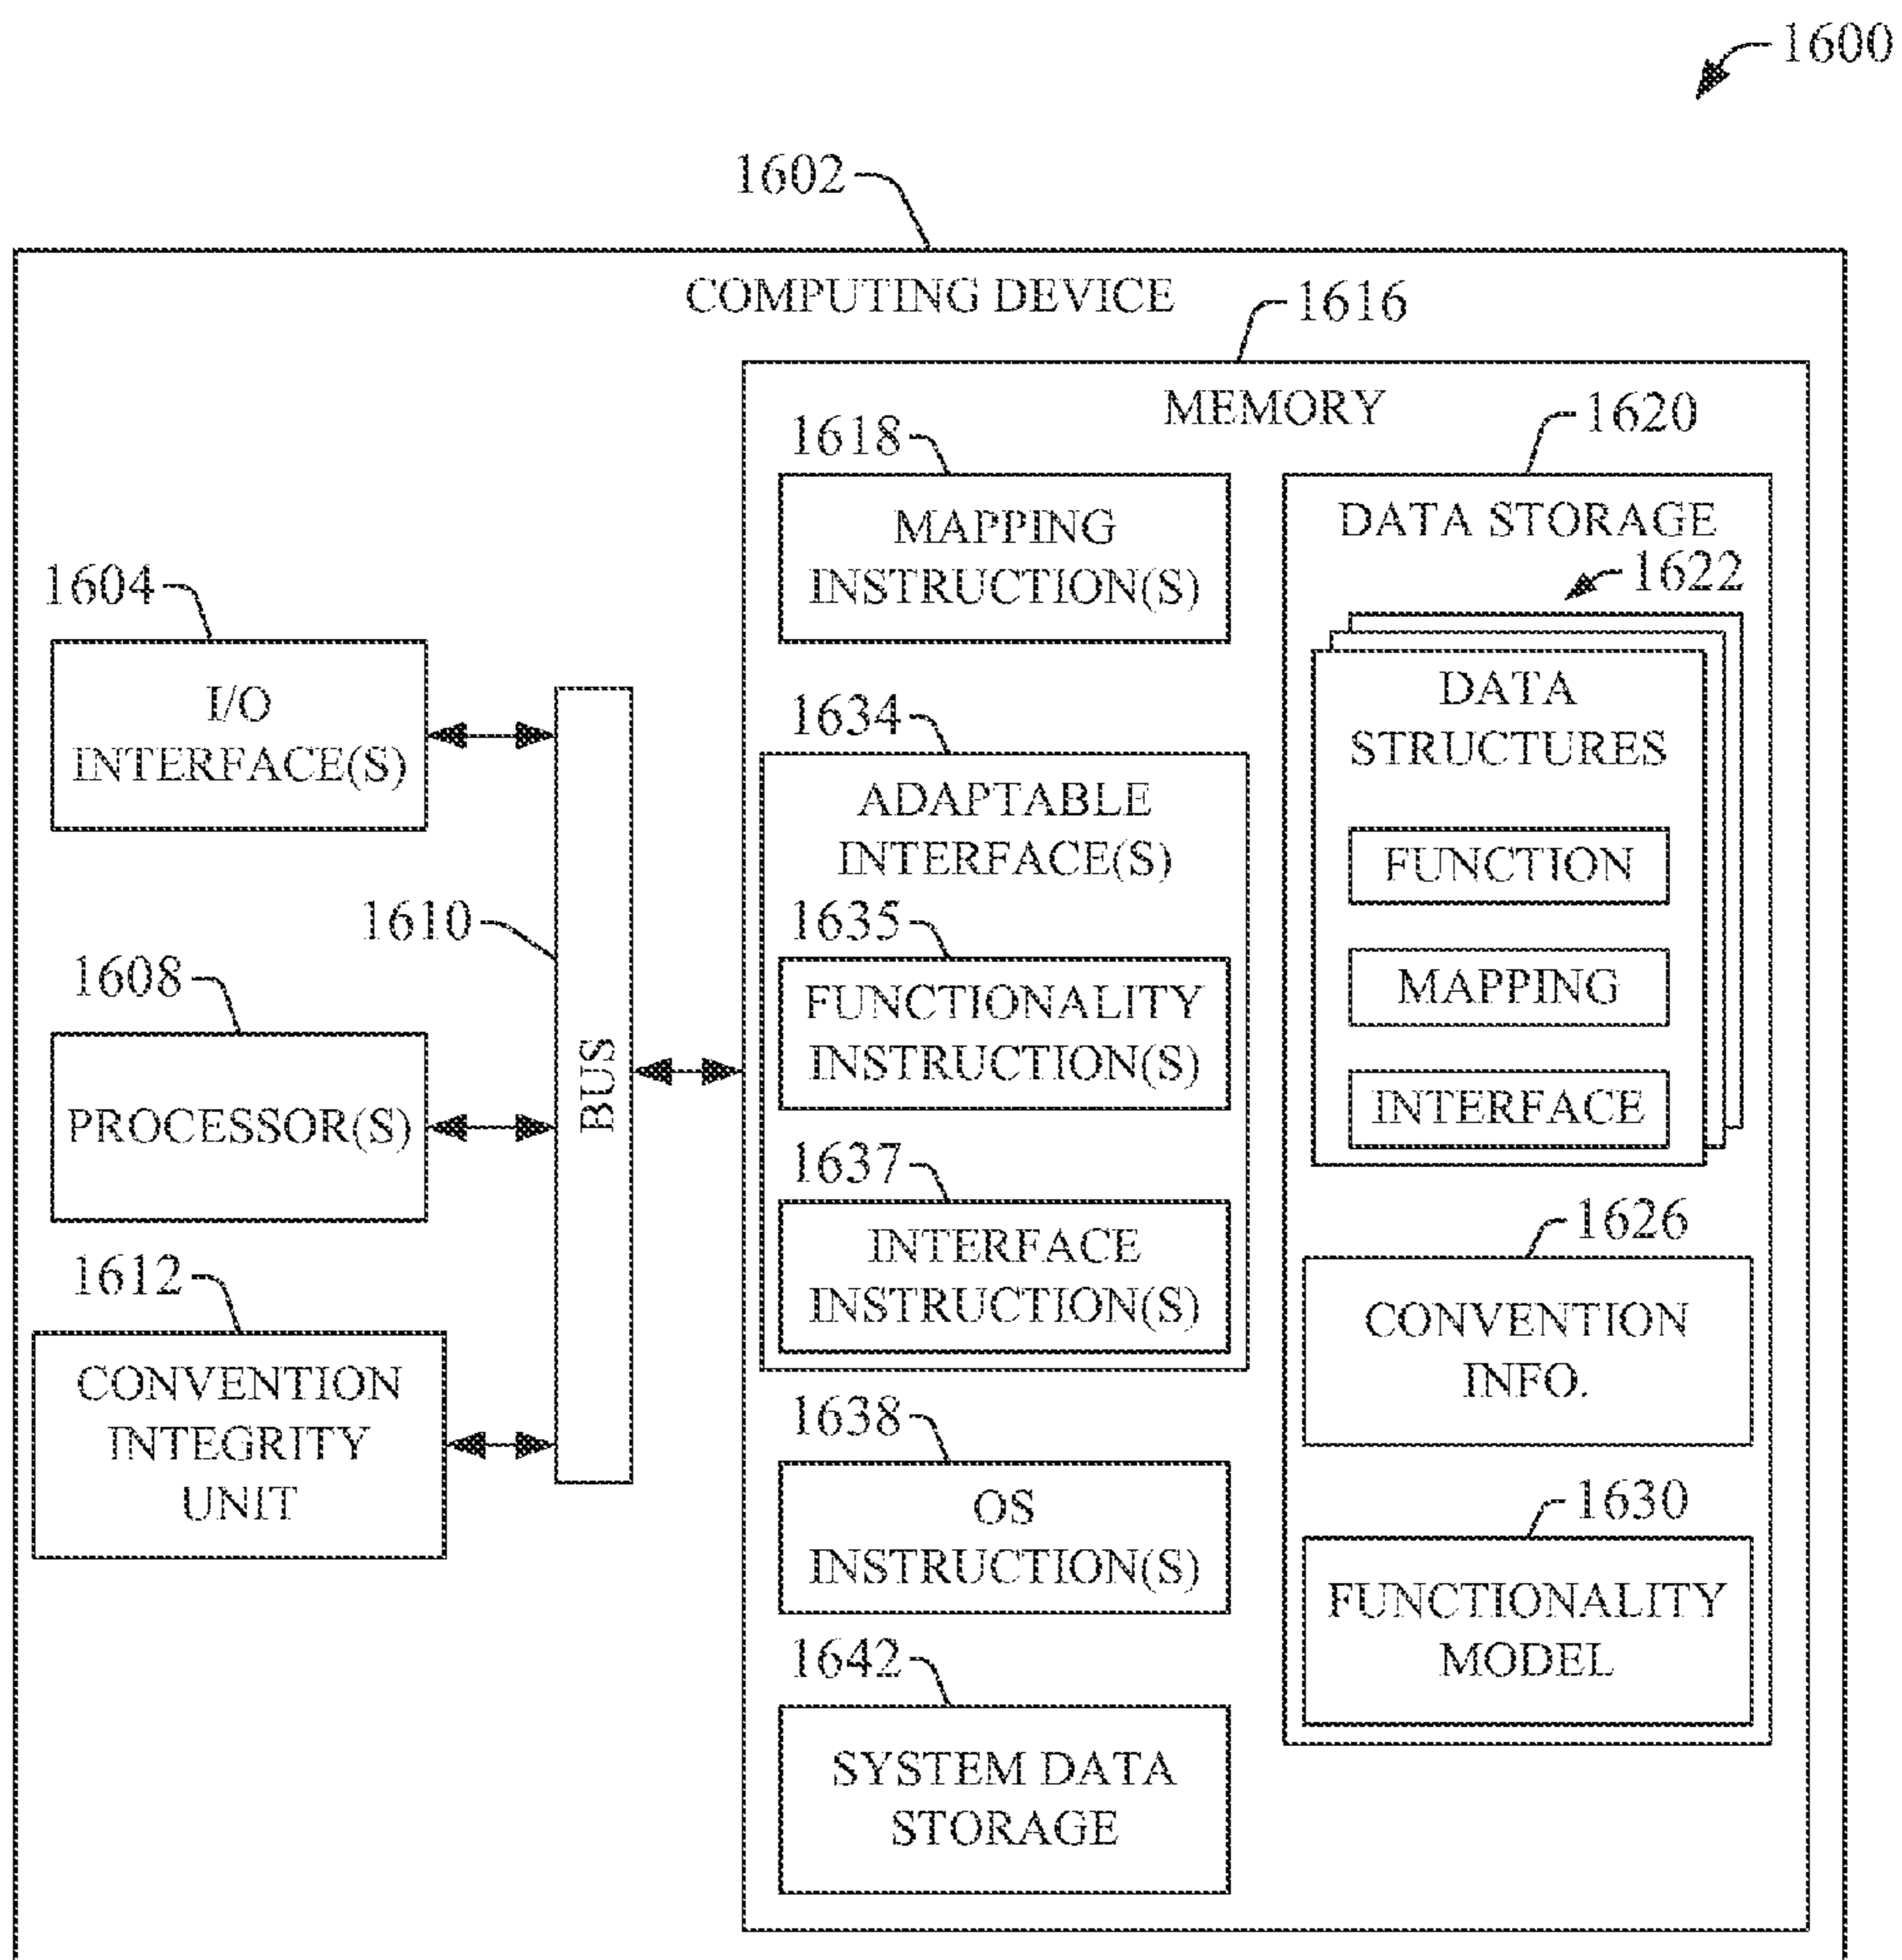 1600
1602
COMPUTING DEVICE
1616
MEMORY
1618
MAPPING
INSTRUCTION(S)
1620
DATA STORAGE
1622
DATA
STRUCTURES
FUNCTION
MAPPING
INTERFACE
1604
I/O
INTERFACE(S)
1634
ADAPTABLE
INTERFACE(S)
1610
BUS
1635
FUNCTIONALITY
INSTRUCTION(S)
1608
PROCESSOR(S)
1637
INTERFACE
INSTRUCTION(S)
1626
CONVENTION
INFO.
1612
CONVENTION
INTEGRITY
UNIT
1638
OS
INSTRUCTION(S)
1630
FUNCTIONALITY
MODEL
1642
SYSTEM DATA
STORAGE